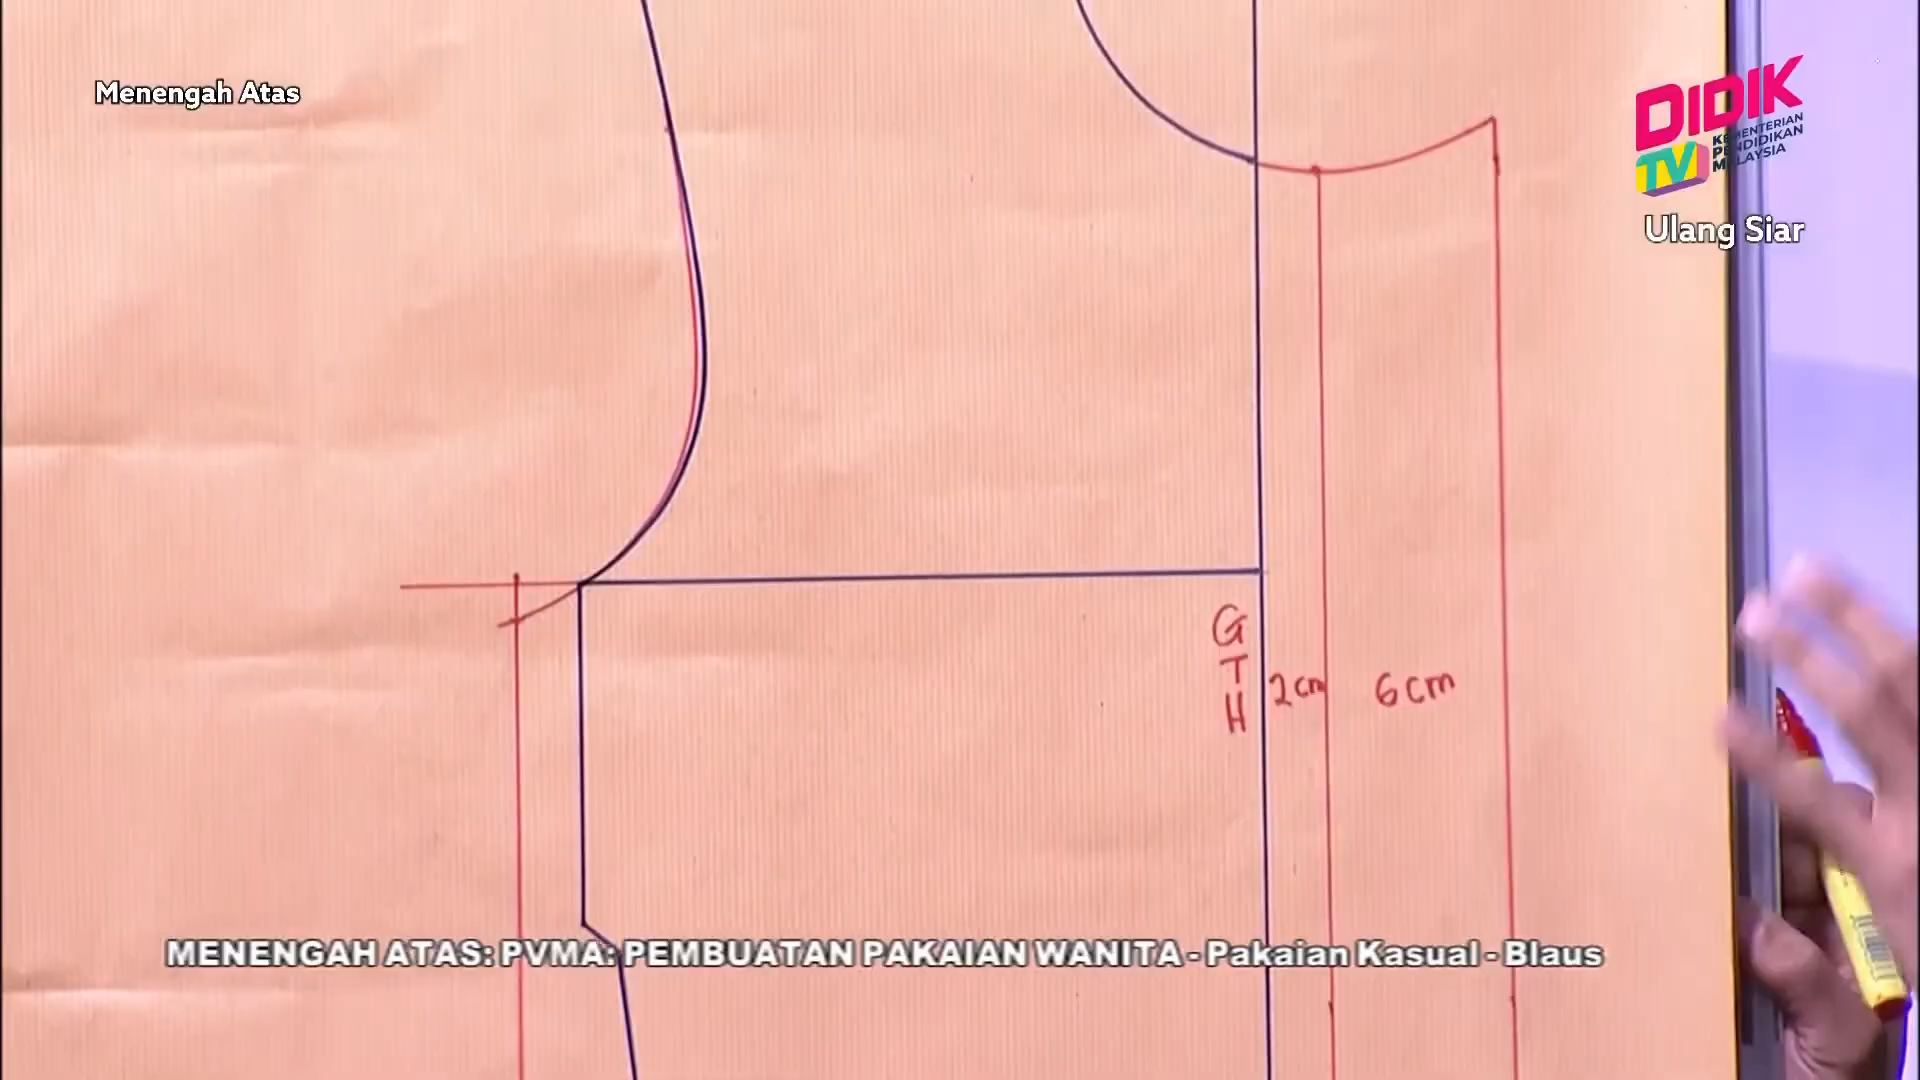 Menengah Atas
DIDIK
TV
KEMENTERIAN
PENDIDIKAN
MALAYSIA
Ulang Siar
G
T
H
2cm
6cm
MENENGAH ATAS: PVMA: PEMBUATAN PAKAIAN WANITA - Pakaian Kasual - Blaus